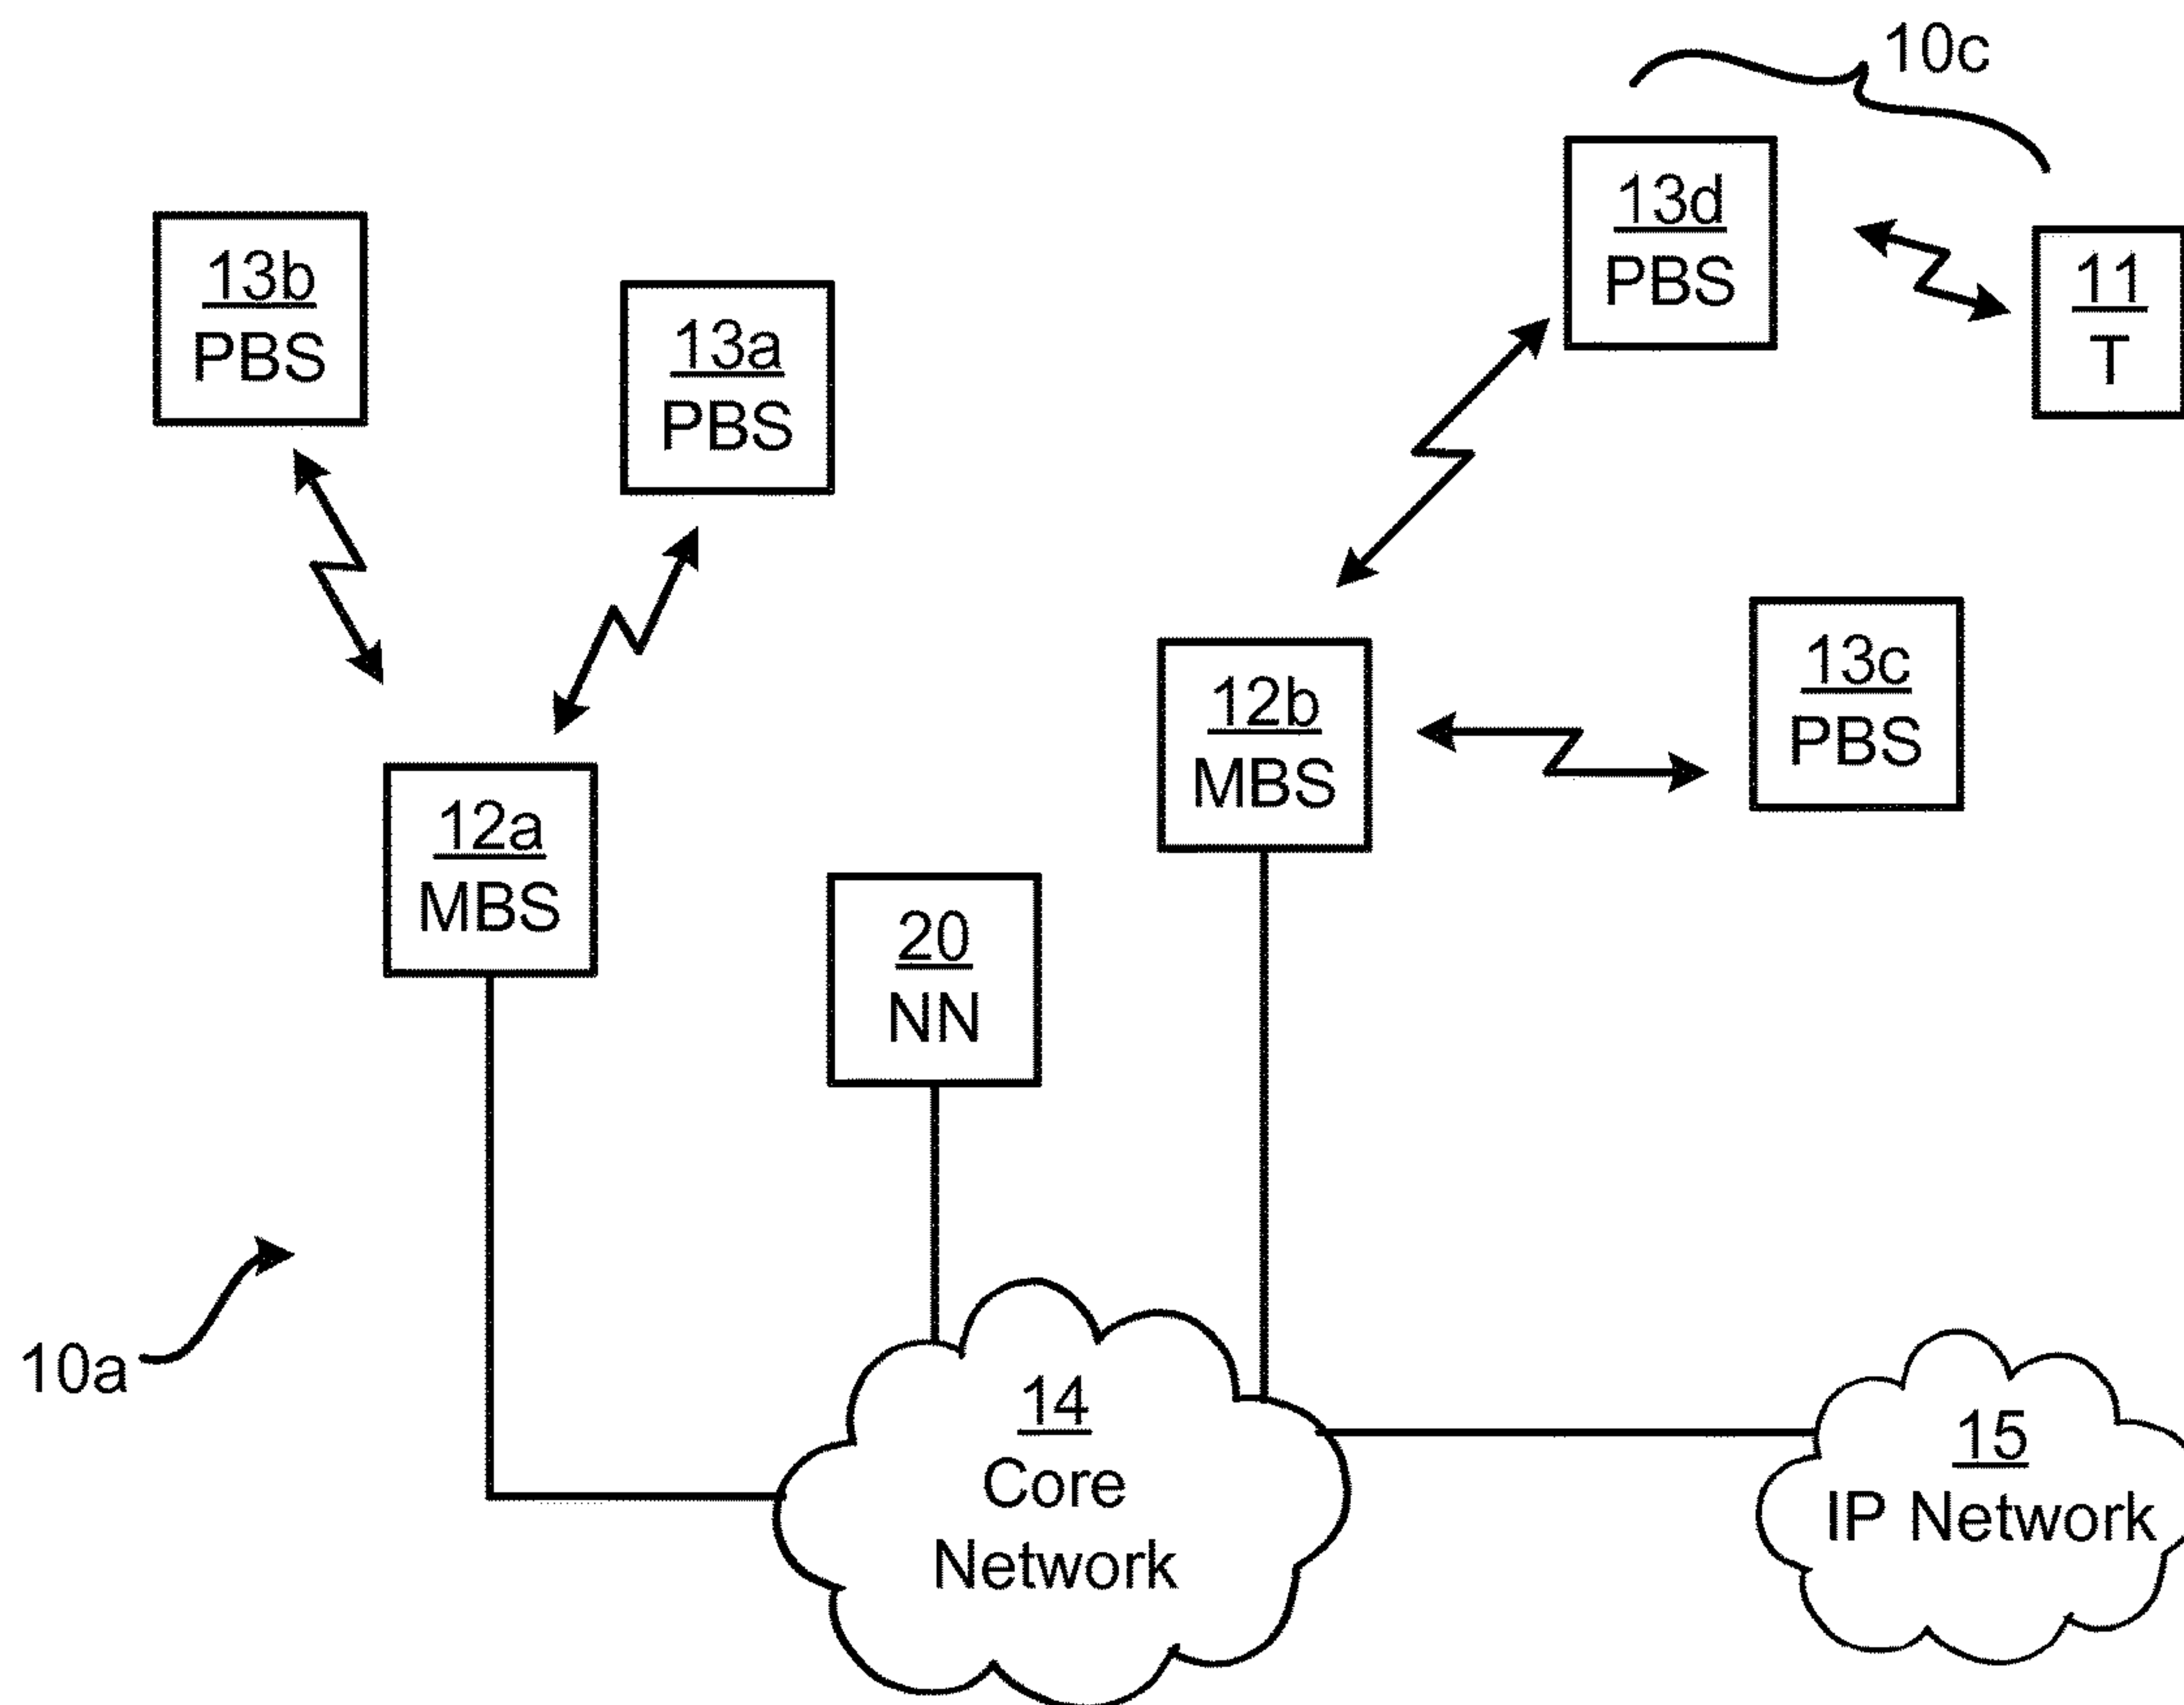 10c
13d
PBS
13b
PBS
11
T
13a
PBS
13c
PBS
12b
MBS
12a
MBS
20
NN
10a
14
Core
Network
15
IP Network